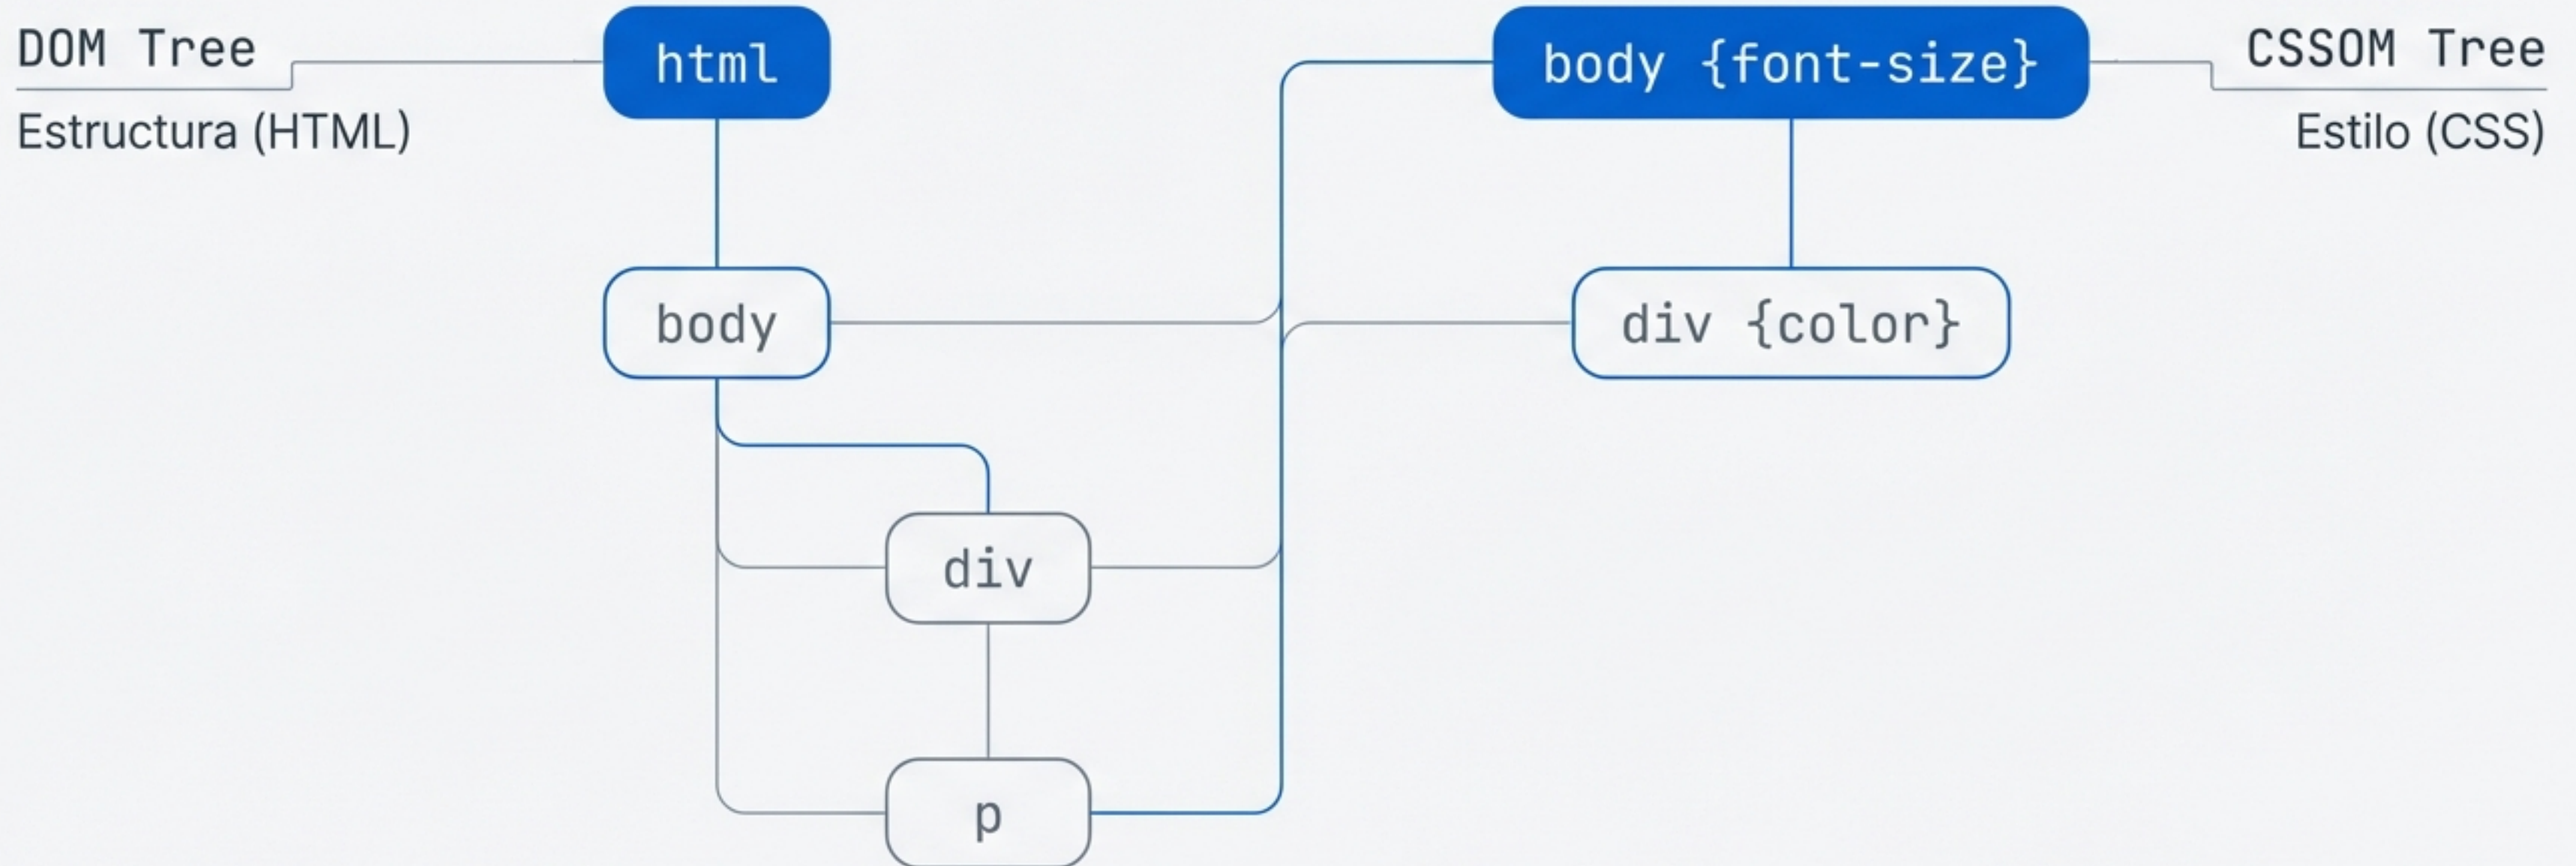 DOM Tree
Estructura (HTML)
html
body
div
p
body {font-size}
div {color}
CSSOM Tree
Estilo (CSS)